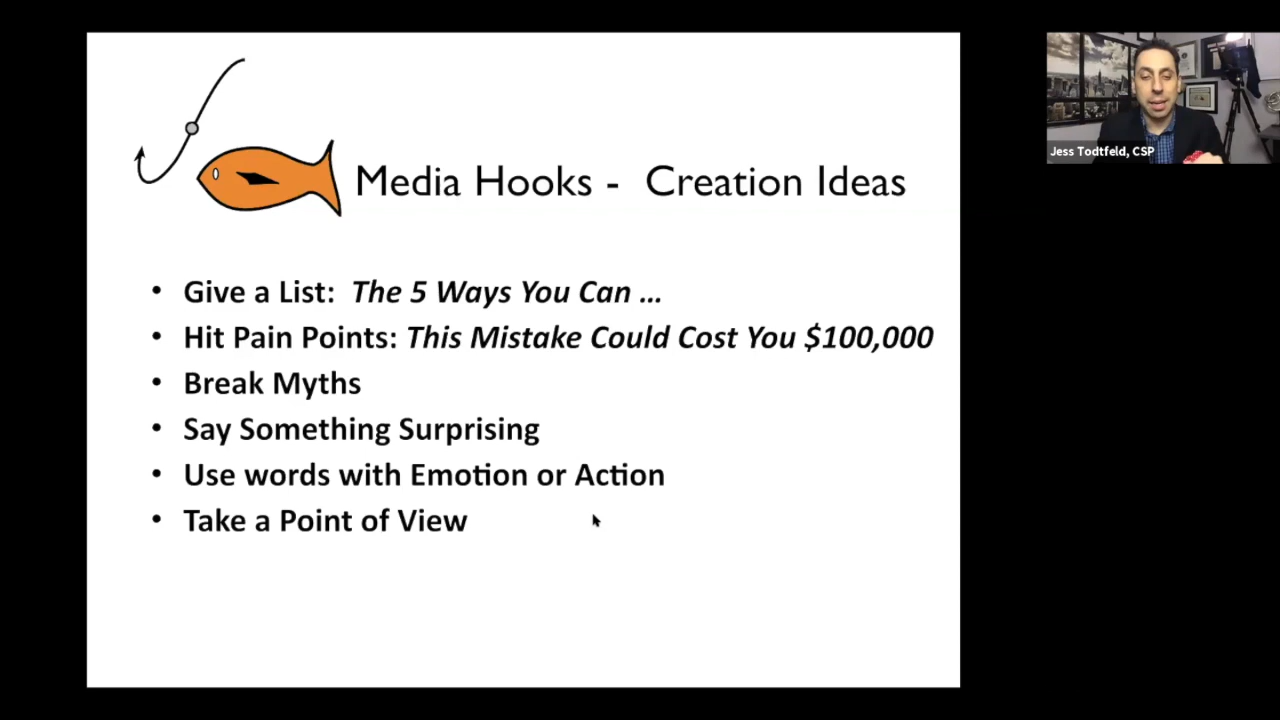 Media Hooks - Creation Ideas
• Give a List: The 5 Ways You Can ...
• Hit Pain Points: This Mistake Could Cost You $100,000
• Break Myths
• Say Something Surprising
• Use words with Emotion or Action
• Take a Point of View
Jess Todtfeld, CSP